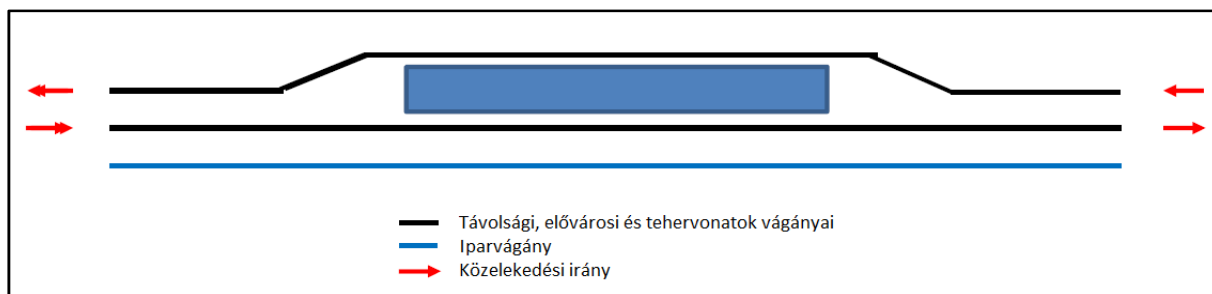 Távolsági, elővárosi és tehervonatok vágányai
Iparvágány
Közelekedési irány